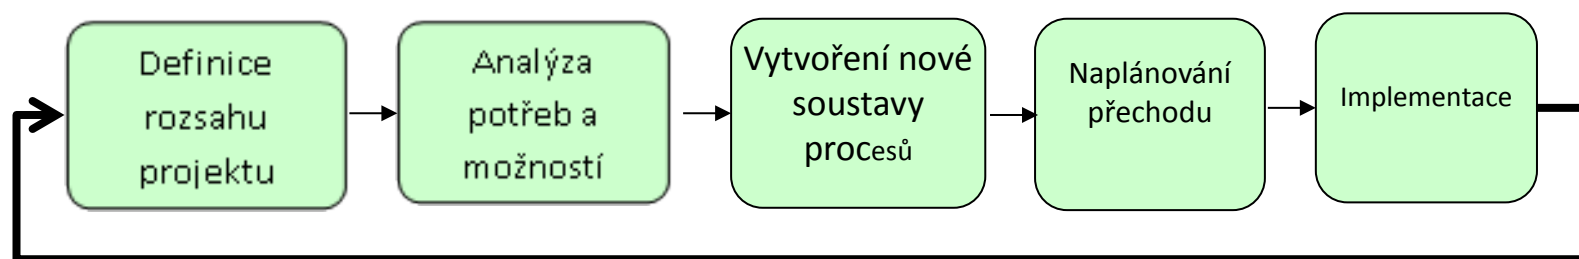 Definice
rozsahu
projektu
Analýza
potřeb a
možností
Vytvoření nové
soustavy
procesů
Naplánování
přechodu
Implementace